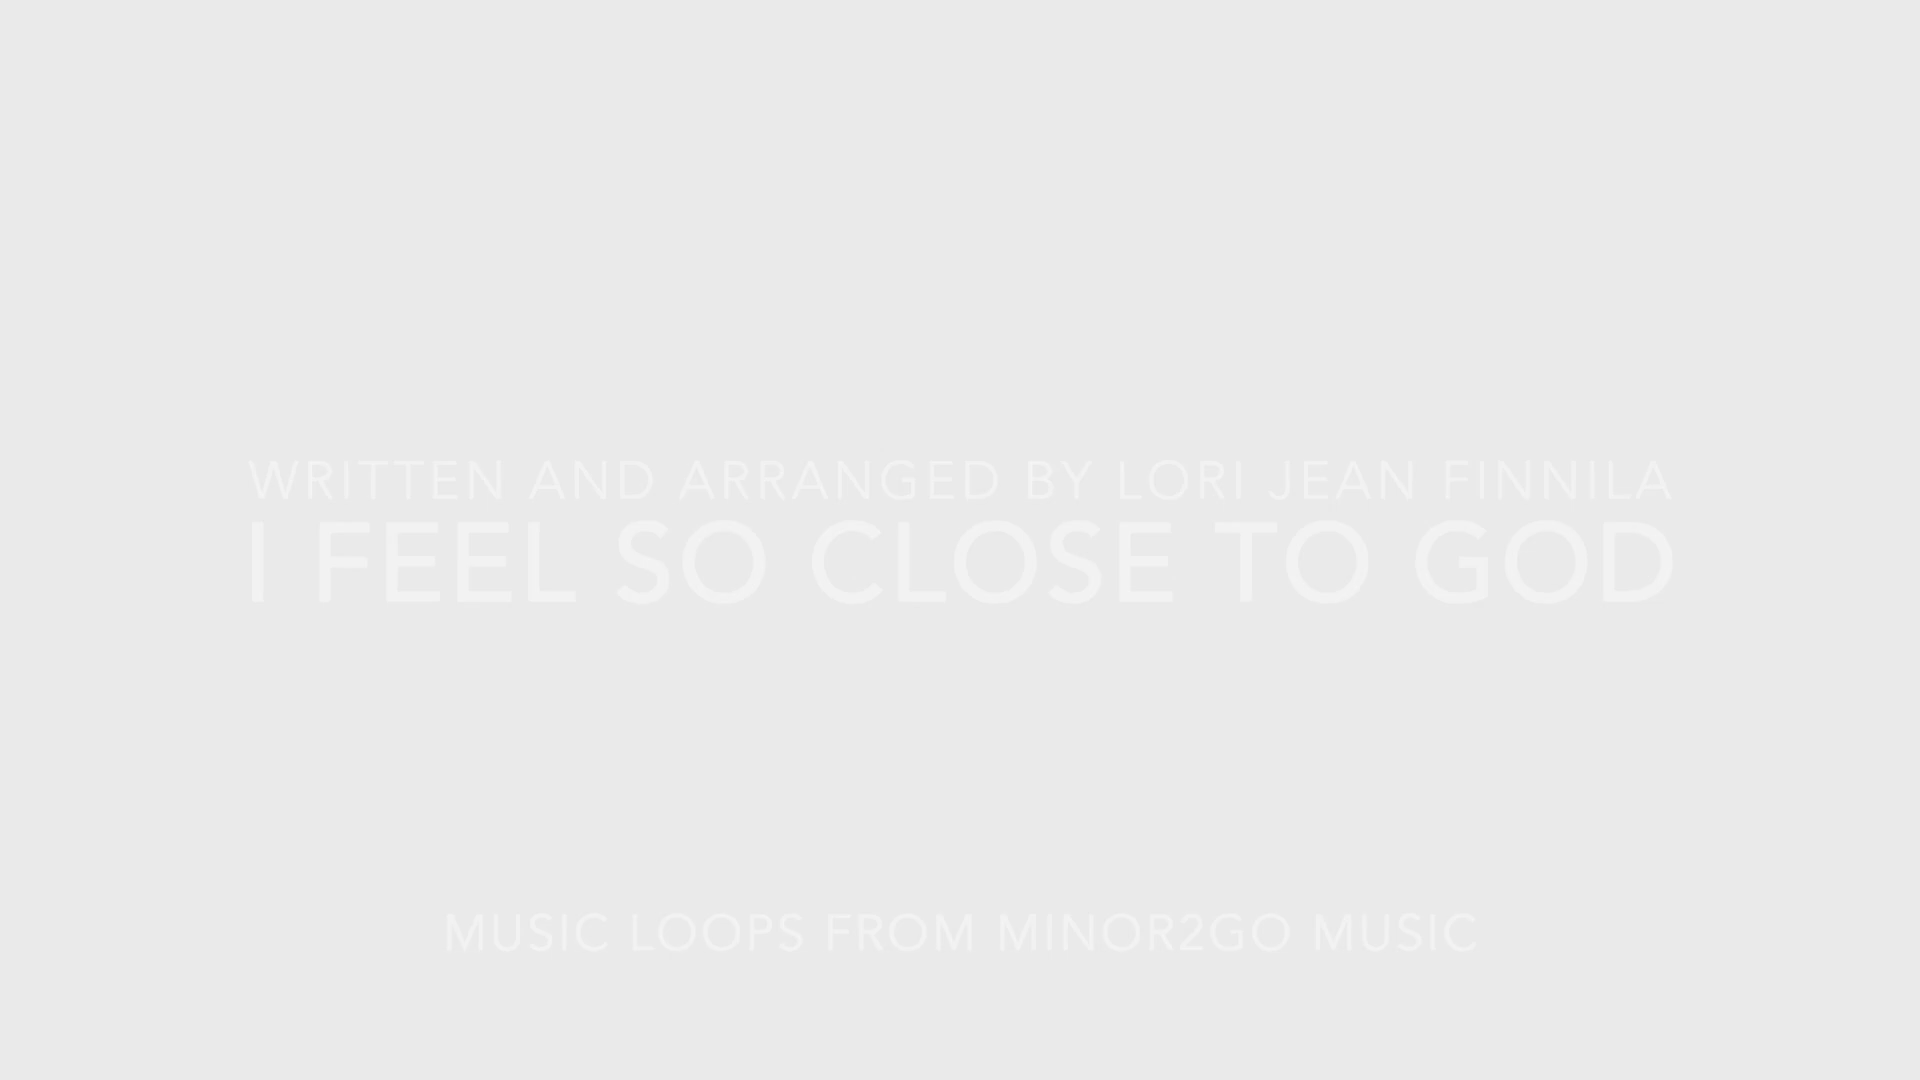 WRITTEN AND ARRANGED BY LORI JEAN FINNILA
I FEEL SO CLOSE TO GOD
MUSIC LOOPS FROM MINOR2GO MUSIC